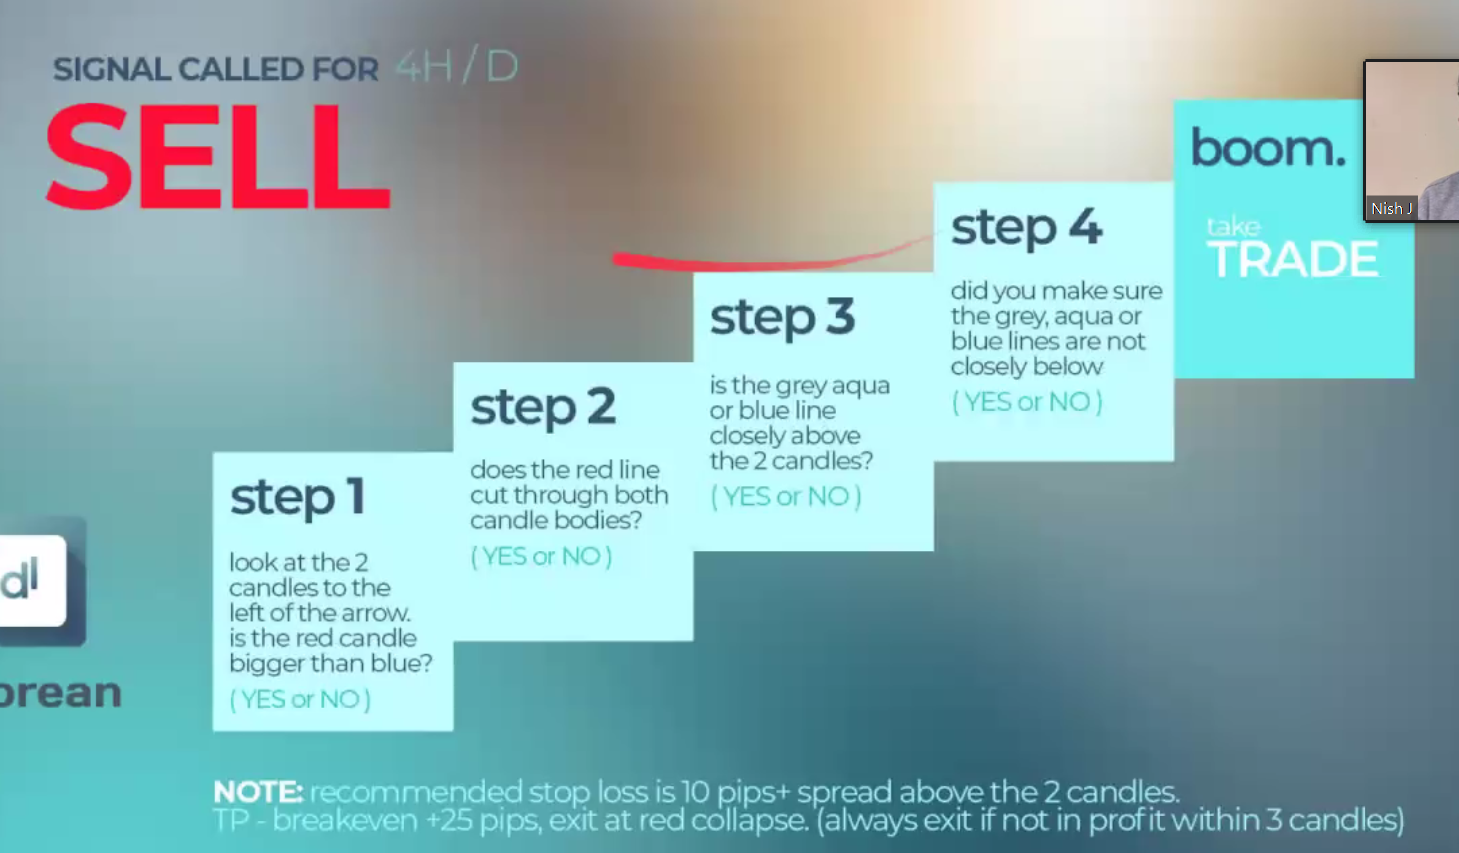 SIGNAL CALLED FOR 4H / D
SELL
boom.
take
TRADE
Nish J
step 4
did you make sure
the grey, aqua or
blue lines are not
closely below
( YES or NO )
step 3
is the grey aqua
or blue line
closely above
the 2 candles?
( YES or NO )
step 2
does the red line
cut through both
candle bodies?
( YES or NO )
step 1
look at the 2
candles to the
left of the arrow.
is the red candle
bigger than blue?
( YES or NO )
orean
NOTE: recommended stop loss is 10 pips+ spread above the 2 candles.
TP - breakeven +25 pips, exit at red collapse. (always exit if not in profit within 3 candles)